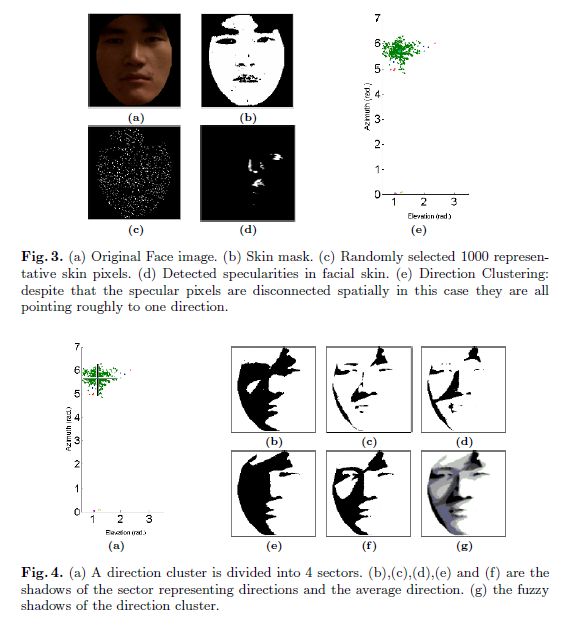 7
6
5
4
3
2
1
0
1 2 3
Azimuth (rad.)
Elevation (rad.)
(a) (b)
(c) (d) (e)
Fig. 3. (a) Original Face image. (b) Skin mask. (c) Randomly selected 1000 represen-
tative skin pixels. (d) Detected specularities in facial skin. (e) Direction Clustering:
despite that the specular pixels are disconnected spatially in this case they are all
pointing roughly to one direction.
7
6
5
4
3
2
1
0
1 2 3
Azimuth (rad.)
Elevation (rad.)
(b) (c) (d)
(a) (e) (f) (g)
Fig. 4. (a) A direction cluster is divided into 4 sectors. (b),(c),(d),(e) and (f) are the
shadows of the sector representing directions and the average direction. (g) the fuzzy
shadows of the direction cluster.